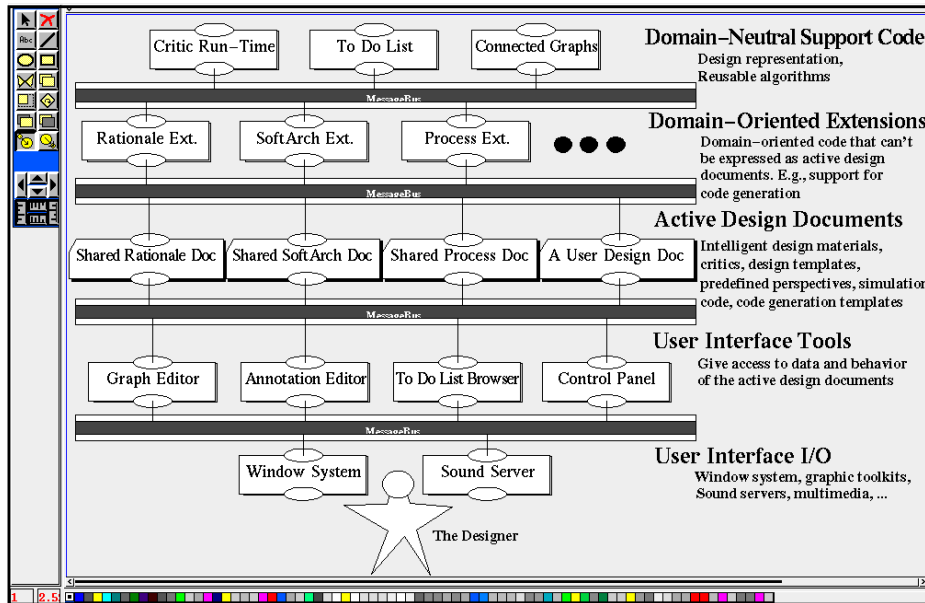 Abc
Critic Run-Time
To Do List
Connected Graphs
Domain-Neutral Support Code
Design representation,
Reusable algorithms
MessageBus
Rationale Ext.
SoftArch Ext.
Process Ext.
Domain-Oriented Extensions
Domain-oriented code that can't
be expressed as active design
documents. E.g., support for
code generation
MessageBus
Active Design Documents
Shared Rationale Doc
Shared SoftArch Doc
Shared Process Doc
A User Design Doc
Intelligent design materials,
critics, design templates,
predefined perspectives, simulation
code, code generation templates
MessageBus
User Interface Tools
Give access to data and behavior
of the active design documents
Graph Editor
Annotation Editor
To Do List Browser
Control Panel
MessageBus
User Interface I/O
Window system, graphic toolkits,
Sound servers, multimedia, ...
Window System
Sound Server
The Designer
1
2.5